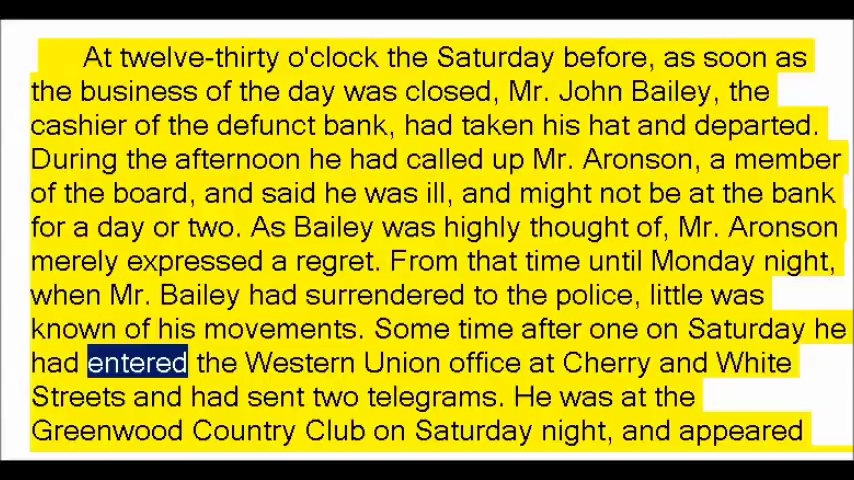 At twelve-thirty o'clock the Saturday before, as soon as
the business of the day was closed, Mr. John Bailey, the
cashier of the defunct bank, had taken his hat and departed.
During the afternoon he had called up Mr. Aronson, a member
of the board, and said he was ill, and might not be at the bank
for a day or two. As Bailey was highly thought of, Mr. Aronson
merely expressed a regret. From that time until Monday night,
when Mr. Bailey had surrendered to the police, little was
known of his movements. Some time after one on Saturday he
had entered the Western Union office at Cherry and White
Streets and had sent two telegrams. He was at the
Greenwood Country Club on Saturday night, and appeared